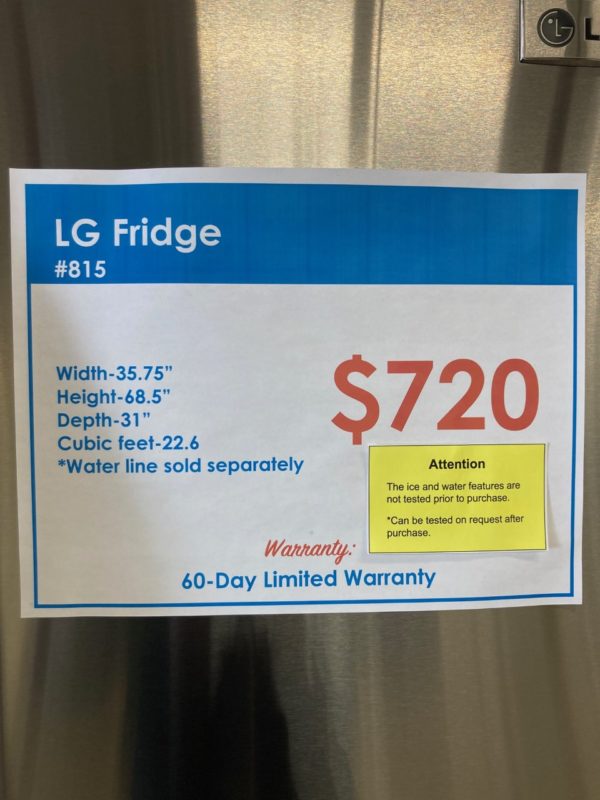 L
LG Fridge
#815
Width-35.75”
Height-68.5”
Depth-31”
Cubic feet-22.6
*Water line sold separately
$720
Attention
The ice and water features are
not tested prior to purchase.
*Can be tested on request after
purchase.
Warranty:
60-Day Limited Warranty